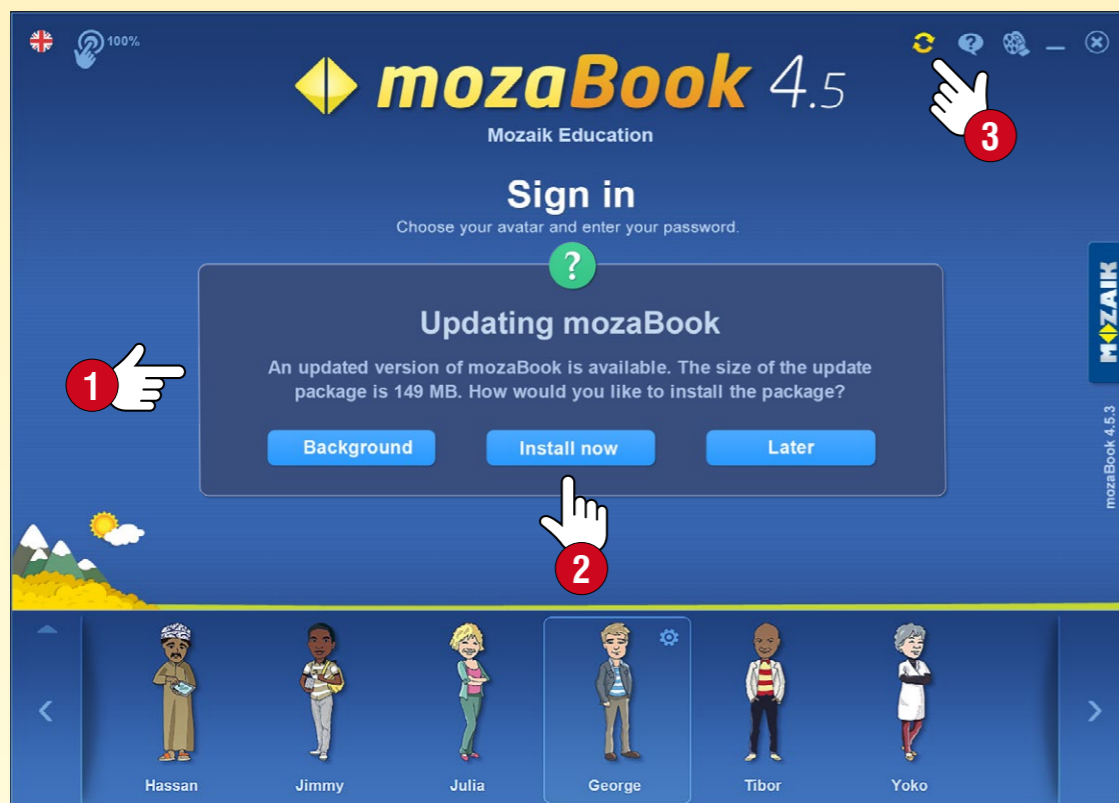 100%
mozaBook 4.5
Mozaik Education
Sign in
Choose your avatar and enter your password.
?
Updating mozaBook
An updated version of mozaBook is available. The size of the update
package is 149 MB. How would you like to install the package?
Background
Install now
Later
1
2
3
MOZAIK
mozaBook 4.5.3
Hassan
Jimmy
Julia
George
Tibor
Yoko